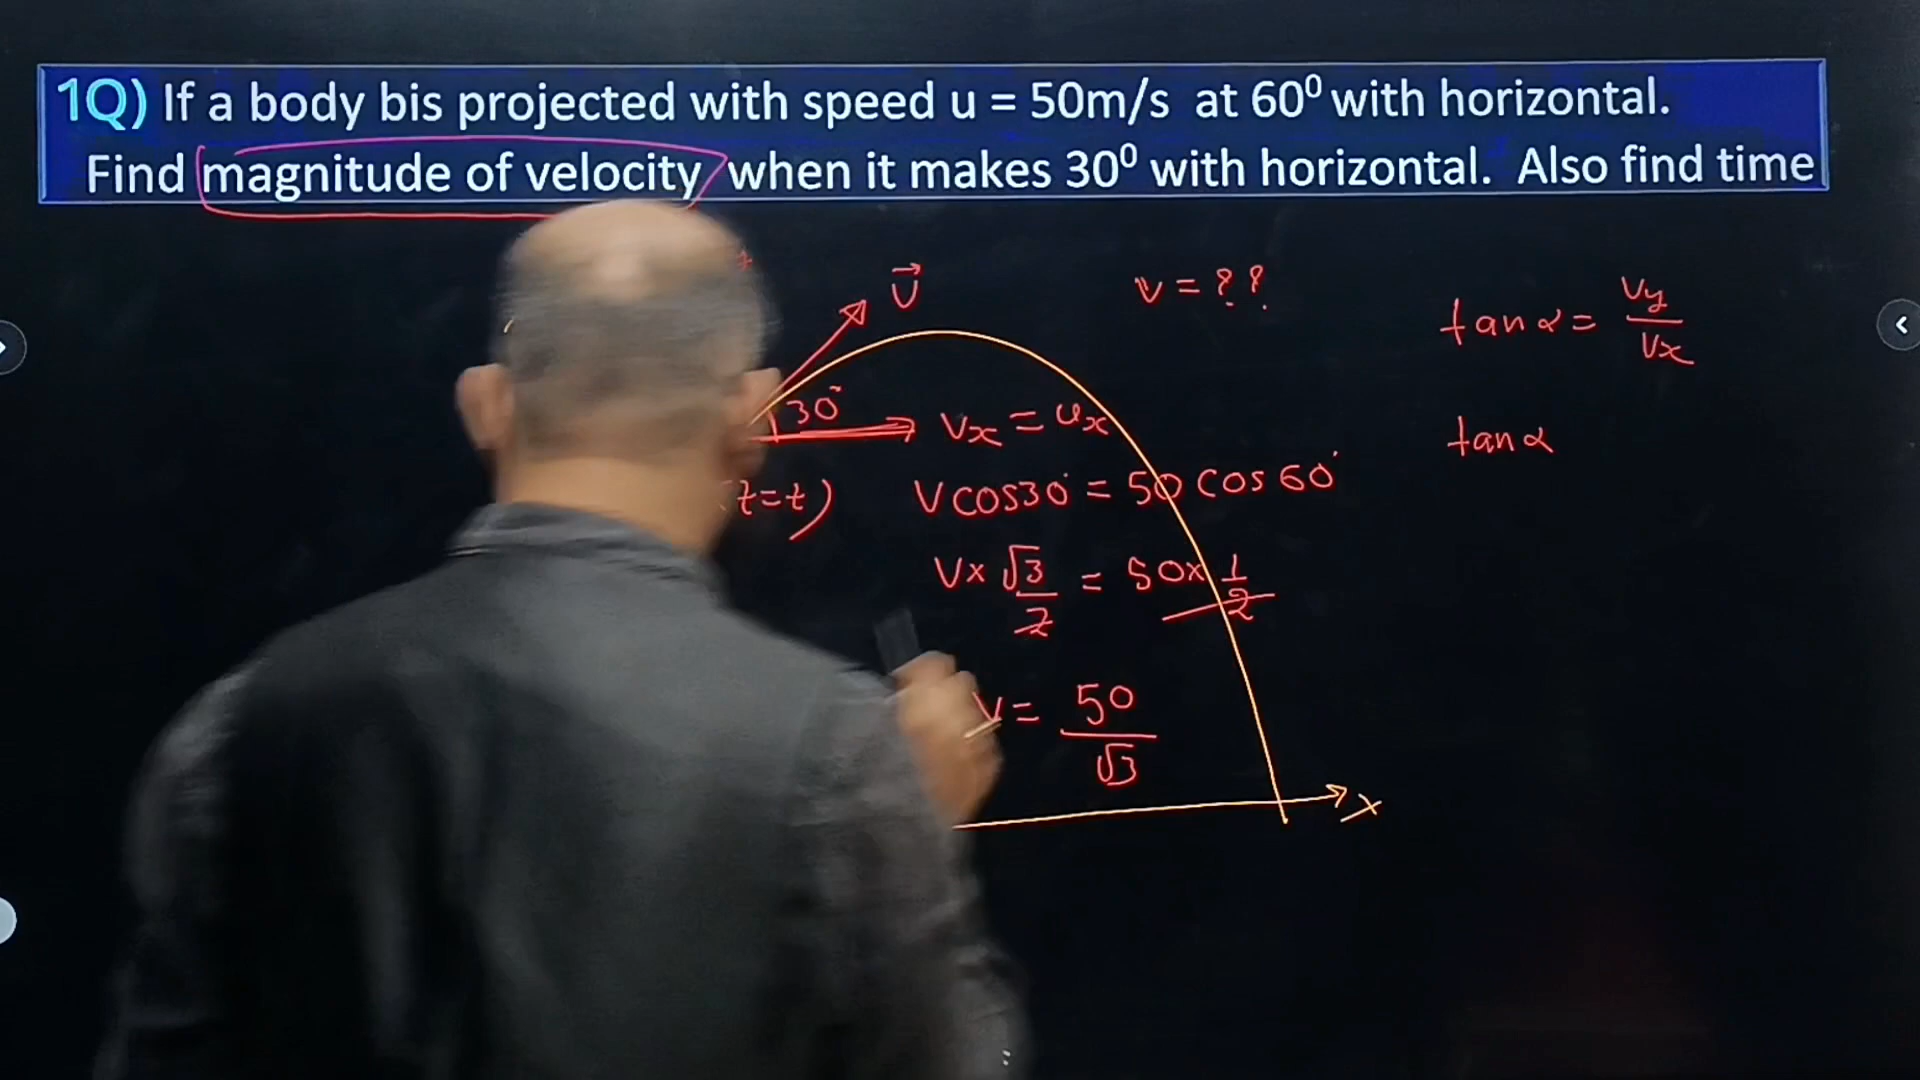 1Q) If a body bis projected with speed u = 50m/s at 60⁰ with horizontal.
Find magnitude of velocity when it makes 30⁰ with horizontal. Also find time
v⃗
v = ??
tan α = Vy/Vx
30°
Vx = ux
tan α
t=t)
V cos30° = 50 cos 60°
V × √3/2 = 50 × 1/2
V = 50/√3
x